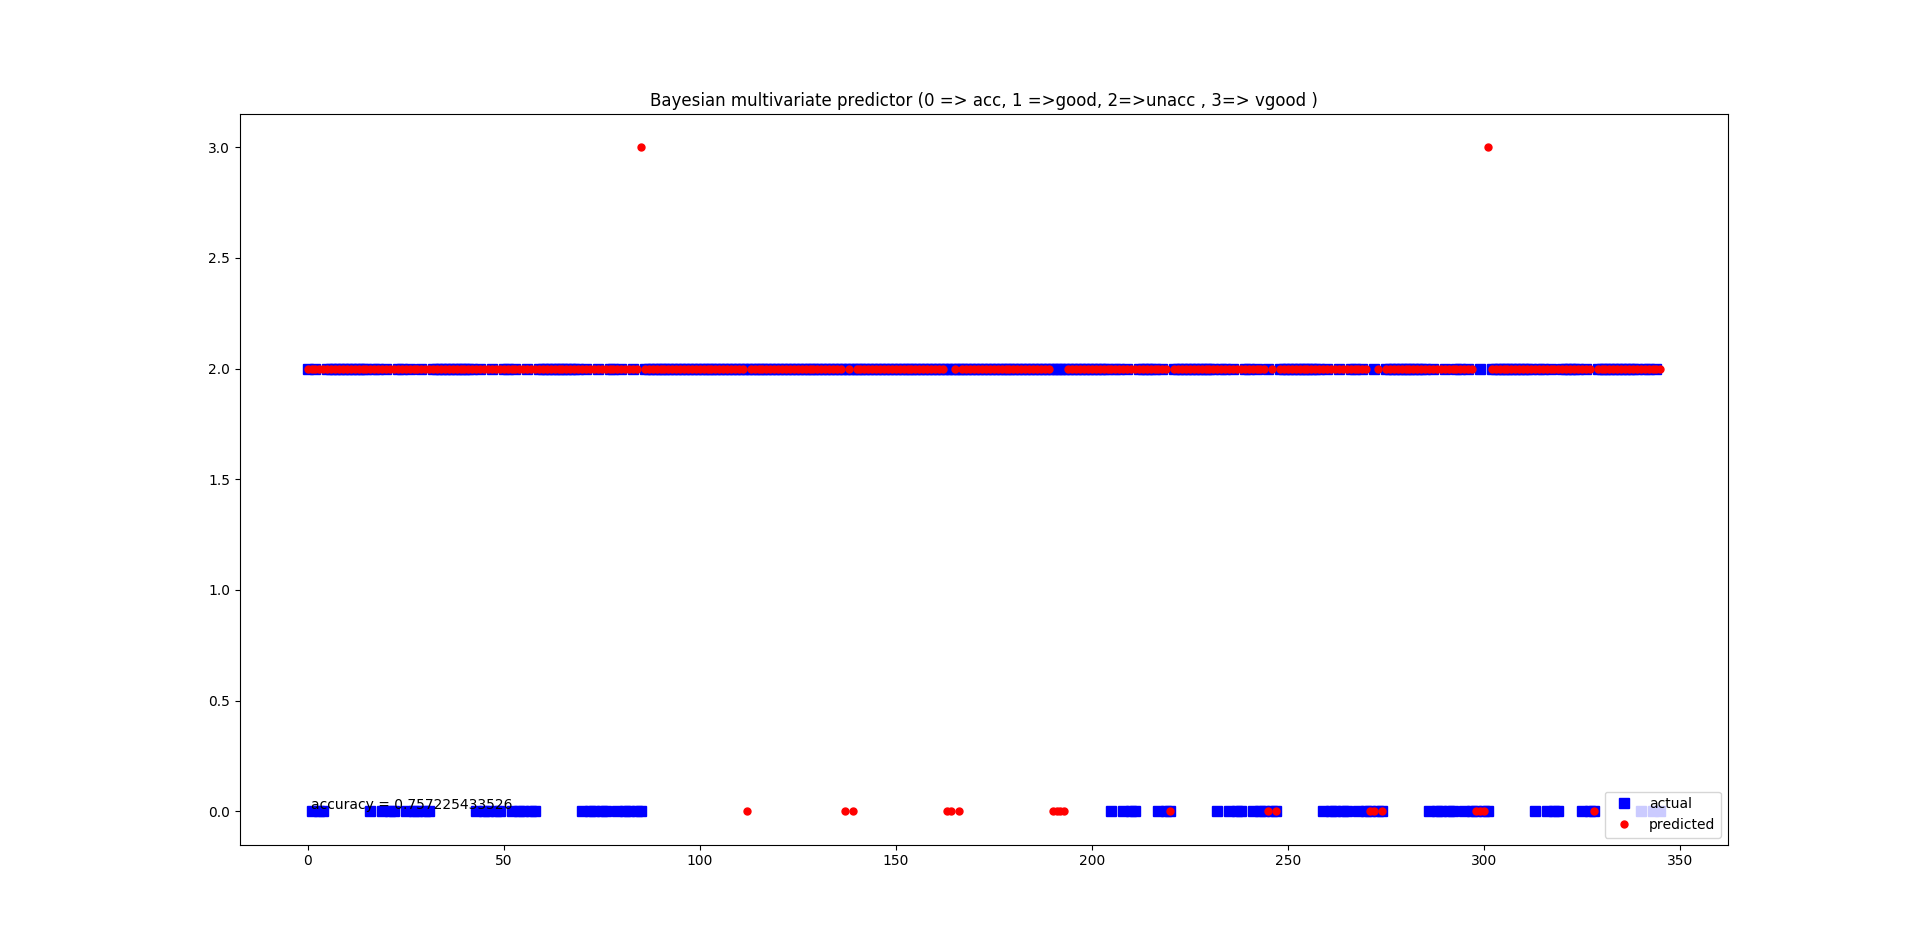 Bayesian multivariate predictor (0 => acc, 1 =>good, 2=>unacc , 3=> vgood )
3.0
2.5
2.0
1.5
1.0
0.5
0.0
accuracy = 0.757225433526
actual
predicted
0 50 100 150 200 250 300 350